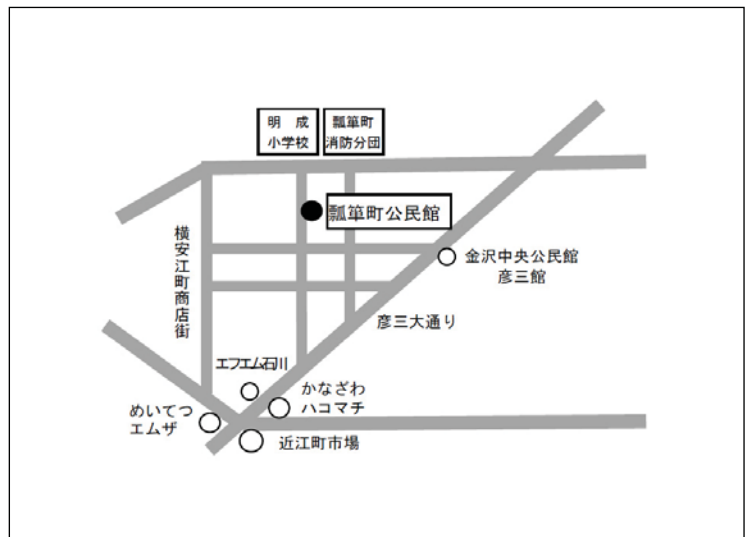 明　成
小学校
瓢箪町
消防分団
瓢箪町公民館
横安江町商店街
金沢中央公民館
彦三館
彦三大通り
エフエム石川
かなざわ
ハコマチ
めいてつ
エムザ
近江町市場